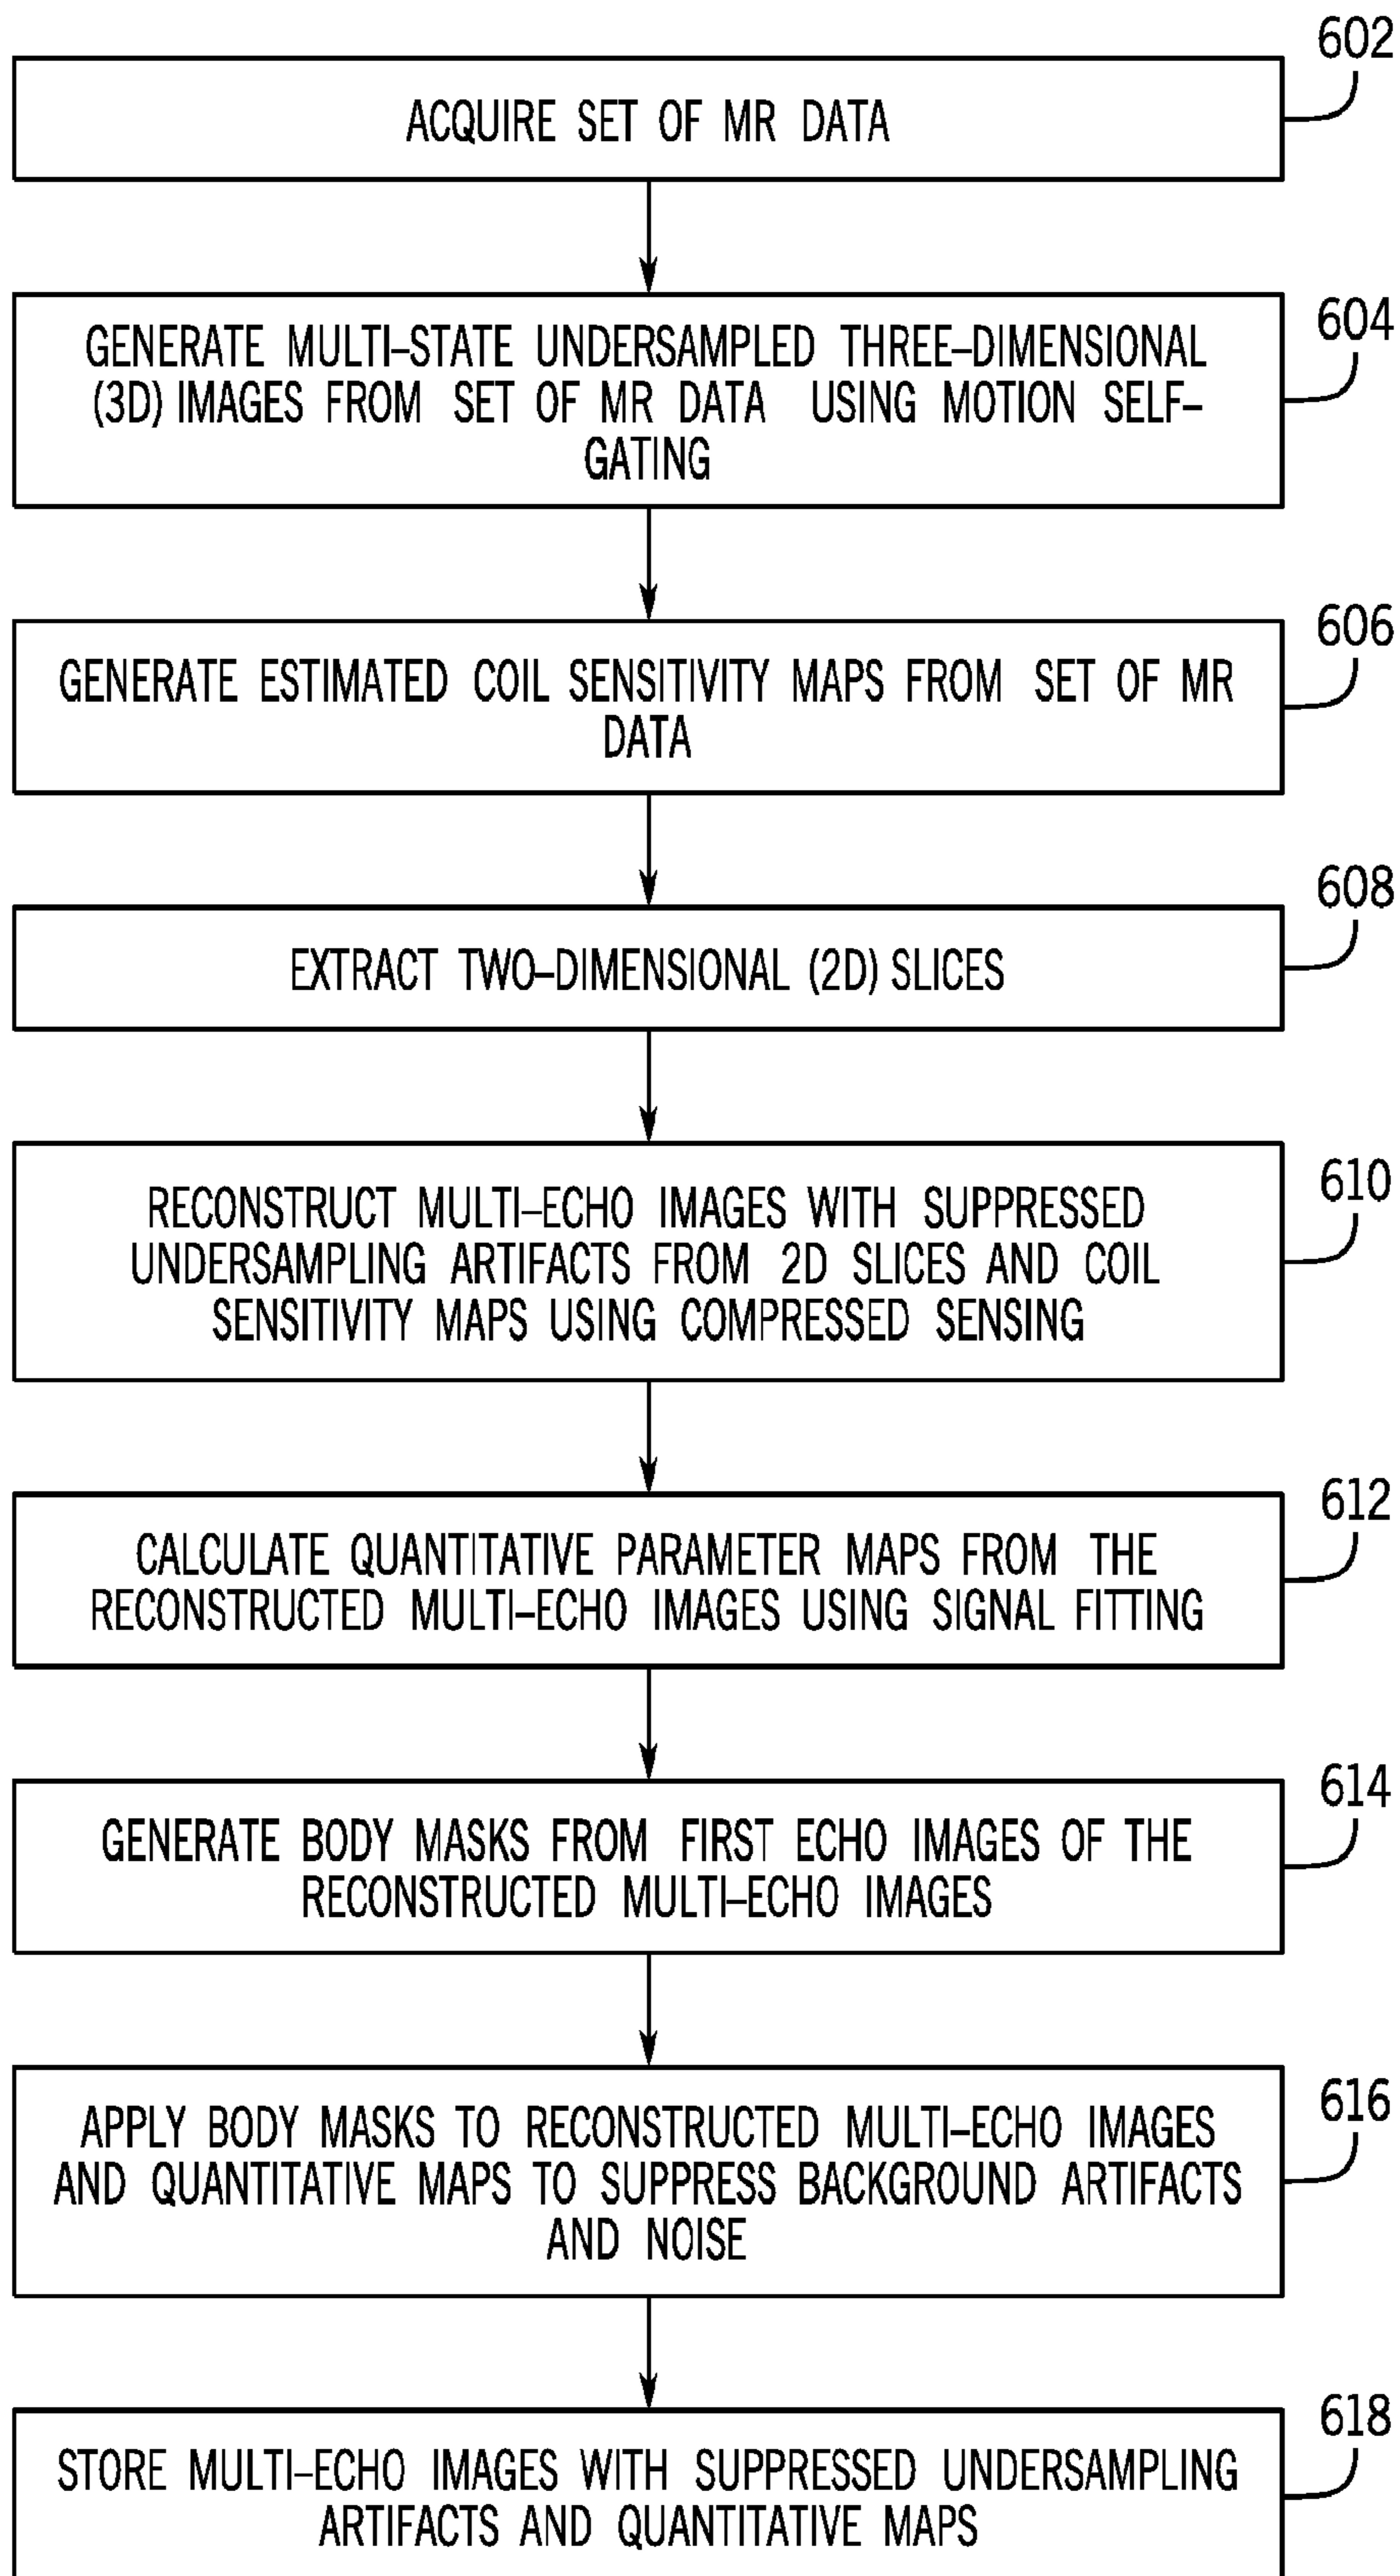 602
ACQUIRE SET OF MR DATA
604
GENERATE MULTI–STATE UNDERSAMPLED THREE–DIMENSIONAL
(3D) IMAGES FROM SET OF MR DATA USING MOTION SELF–
GATING
606
GENERATE ESTIMATED COIL SENSITIVITY MAPS FROM SET OF MR
DATA
608
EXTRACT TWO–DIMENSIONAL (2D) SLICES
610
RECONSTRUCT MULTI–ECHO IMAGES WITH SUPPRESSED
UNDERSAMPLING ARTIFACTS FROM 2D SLICES AND COIL
SENSITIVITY MAPS USING COMPRESSED SENSING
612
CALCULATE QUANTITATIVE PARAMETER MAPS FROM THE
RECONSTRUCTED MULTI–ECHO IMAGES USING SIGNAL FITTING
614
GENERATE BODY MASKS FROM FIRST ECHO IMAGES OF THE
RECONSTRUCTED MULTI–ECHO IMAGES
616
APPLY BODY MASKS TO RECONSTRUCTED MULTI–ECHO IMAGES
AND QUANTITATIVE MAPS TO SUPPRESS BACKGROUND ARTIFACTS
AND NOISE
618
STORE MULTI–ECHO IMAGES WITH SUPPRESSED UNDERSAMPLING
ARTIFACTS AND QUANTITATIVE MAPS